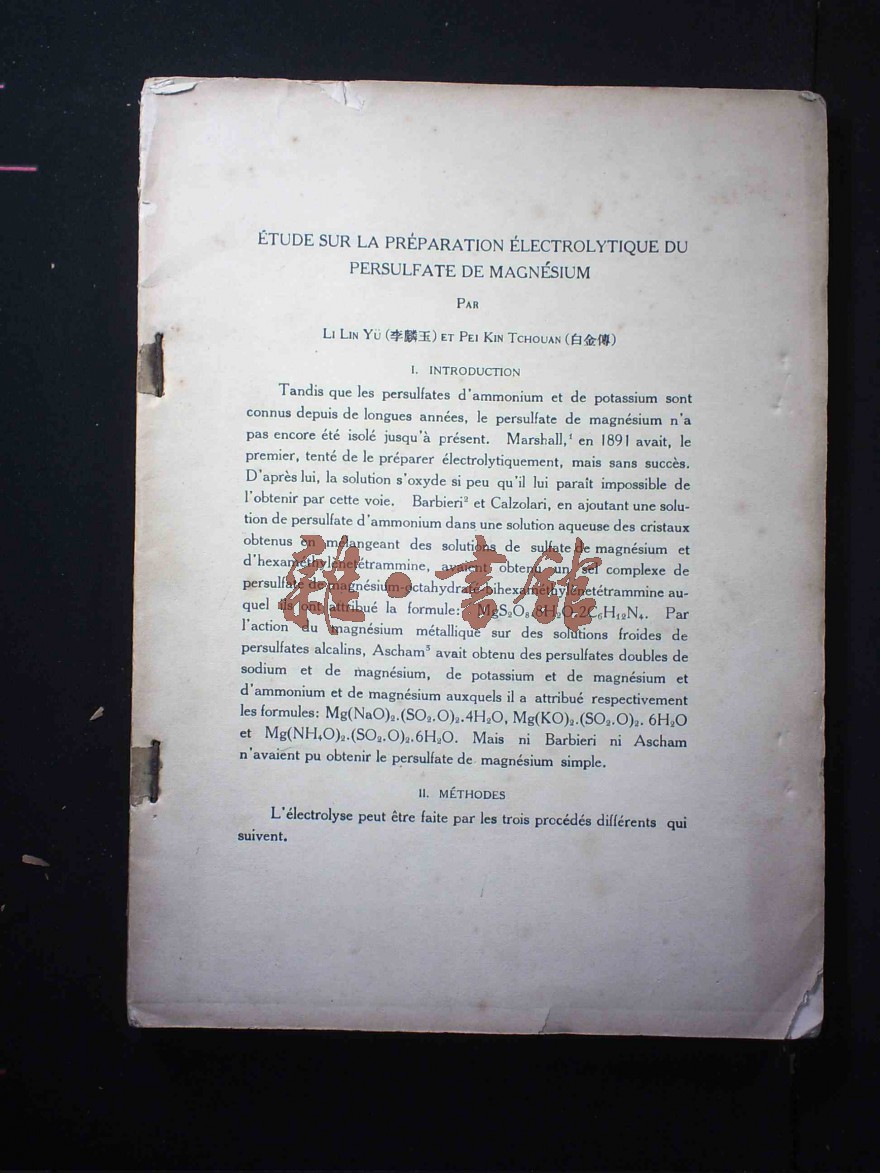 ÉTUDE SUR LA PRÉPARATION ÉLECTROLYTIQUE DU
PERSULFATE DE MAGNÉSIUM
PAR
LI LIN YÜ (李麟玉) ET PEI KIN TCHOUAN (白金傳)
I. INTRODUCTION
Tandis que les persulfates d'ammonium et de potassium sont
connus depuis de longues années, le persulfate de magnésium n'a
pas encore été isolé jusqu'à présent. Marshall,¹ en 1891 avait, le
premier, tenté de le préparer électrolytiquement, mais sans succès.
D'après lui, la solution s'oxyde si peu qu'il lui paraît impossible de
l'obtenir par cette voie. Barbieri² et Calzolari, en ajoutant une solu-
tion de persulfate d'ammonium dans une solution aqueuse des cristaux
obtenus en mélangeant des solutions de sulfate de magnésium et
d'hexaméthylènetétrammine, avaient obtenu un sel complexe de
persulfate de magnésium-octahydrate-bihexaméthylénetétrammine au-
quel ils ont attribué la formule: MgS₂O₈.8H₂O.2C₆H₁₂N₄. Par
l'action du magnésium métallique sur des solutions froides de
persulfates alcalins, Ascham³ avait obtenu des persulfates doubles de
sodium et de magnésium, de potassium et de magnésium et
d'ammonium et de magnésium auxquels il a attribué respectivement
les formules: Mg(NaO)₂.(SO₂.O)₂.4H₂O, Mg(KO)₂.(SO₂.O)₂. 6H₂O
et Mg(NH₄O)₂.(SO₂.O)₂.6H₂O. Mais ni Barbieri ni Ascham
n'avaient pu obtenir le persulfate de magnésium simple.
II. MÉTHODES
L'électrolyse peut être faite par les trois procédés différents qui
suivent.
雜·書館